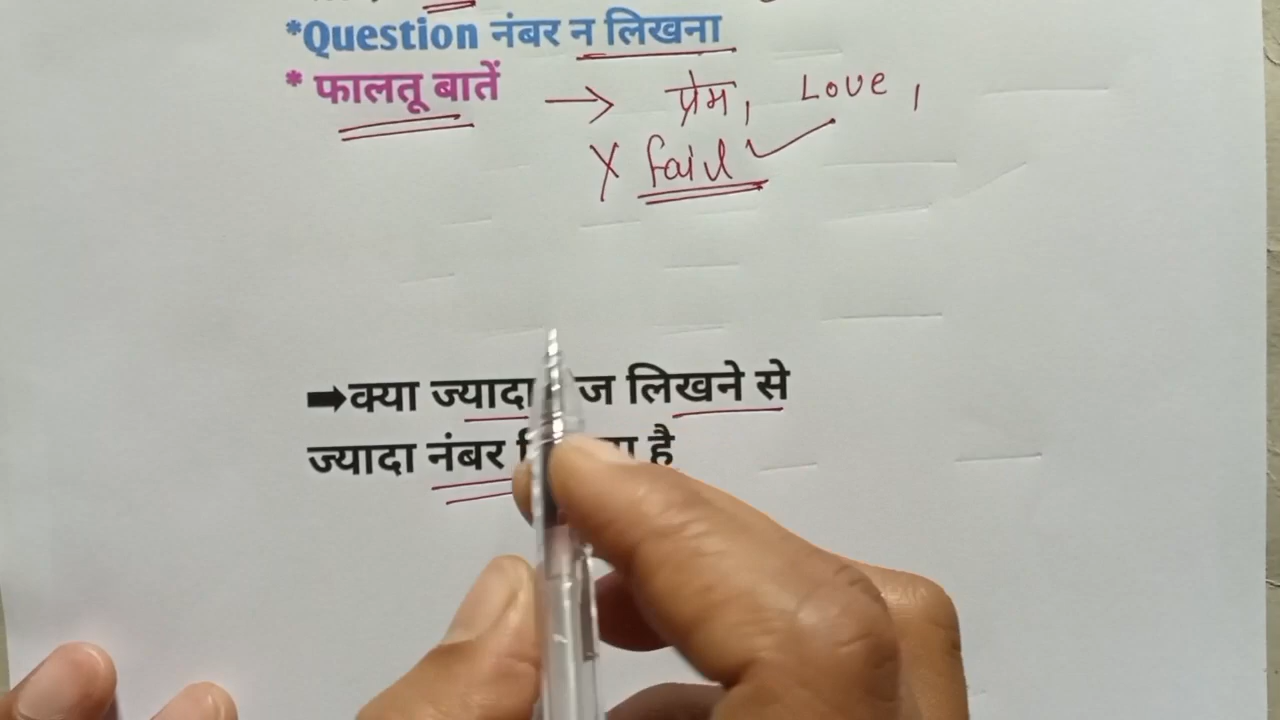 *Question नंबर न लिखना
* फालतू बातें → प्रेम, Love,
X fail
➡क्या ज्यादा लिखने से
ज्यादा नंबर है